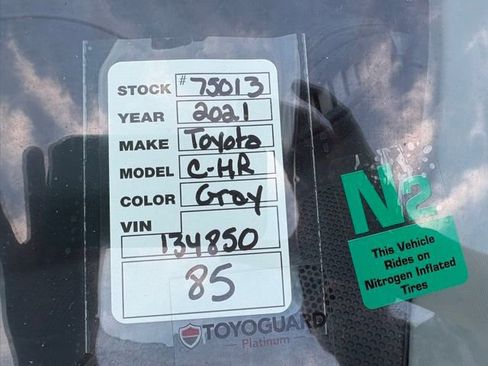 STOCK #75013
YEAR 2021
MAKE Toyota
MODEL C-HR
COLOR Gray
VIN
134850
85
TOYOGUARD
Platinum
N2
This Vehicle
Rides on
Nitrogen Inflated
Tires